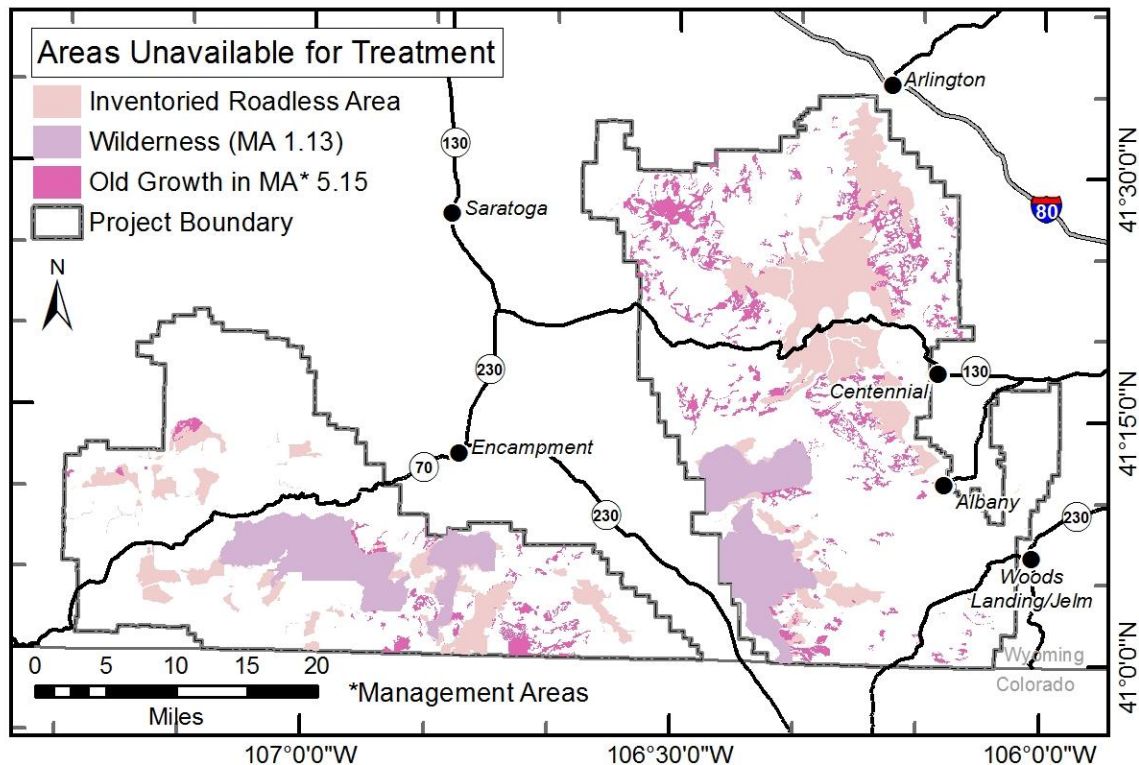 Areas Unavailable for Treatment
Inventoried Roadless Area
Wilderness (MA 1.13)
Old Growth in MA* 5.15
Project Boundary
N
Arlington
130
Saratoga
80
41°30'0"N
230
130
Centennial
41°15'0"N
Encampment
70
Albany
230
230
Woods
Landing/Jelm
Wyoming
Colorado
41°0'0"N
0 5 10 15 20
Miles
*Management Areas
107°0'0"W
106°30'0"W
106°0'0"W